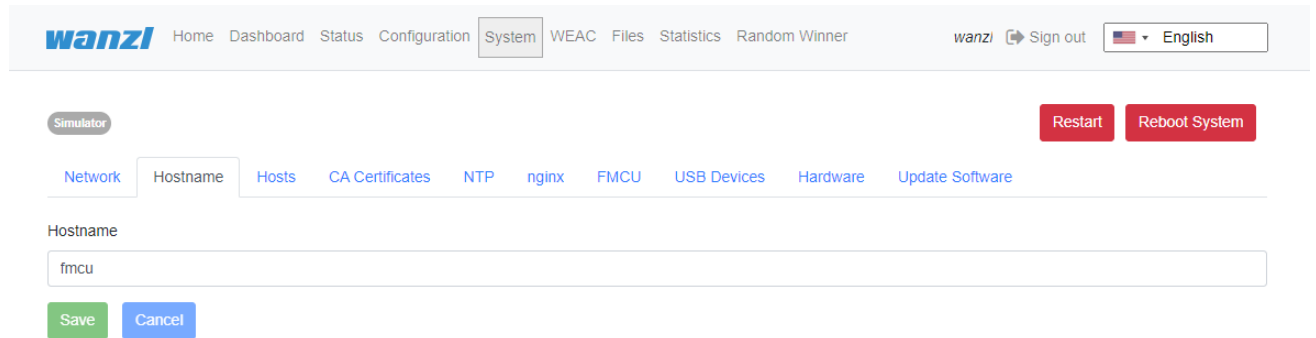 wanzl Home Dashboard Status Configuration System WEAC Files Statistics Random Winner wanzl Sign out English
Simulator Restart Reboot System
Network Hostname Hosts CA Certificates NTP nginx FMCU USB Devices Hardware Update Software
Hostname
fmcu
Save Cancel